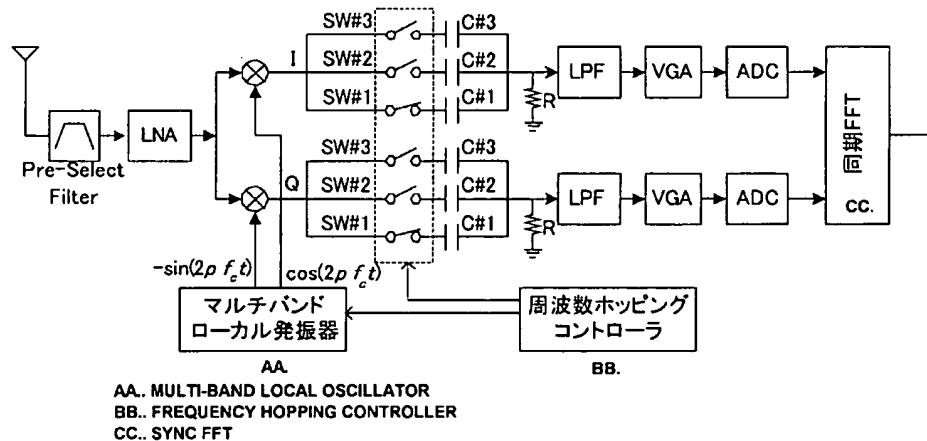 SW#3
C#3
I
SW#2
C#2
SW#1
C#1
R
LPF
VGA
ADC
LNA
Pre-Select
Filter
SW#3
C#3
Q
SW#2
C#2
SW#1
C#1
R
LPF
VGA
ADC
同期FFT
CC.
-sin(2ρ f_c t)
cos(2ρ f_c t)
マルチバンド
ローカル発振器
AA.
周波数ホッピング
コントローラ
BB.
AA.. MULTI-BAND LOCAL OSCILLATOR
BB.. FREQUENCY HOPPING CONTROLLER
CC.. SYNC FFT